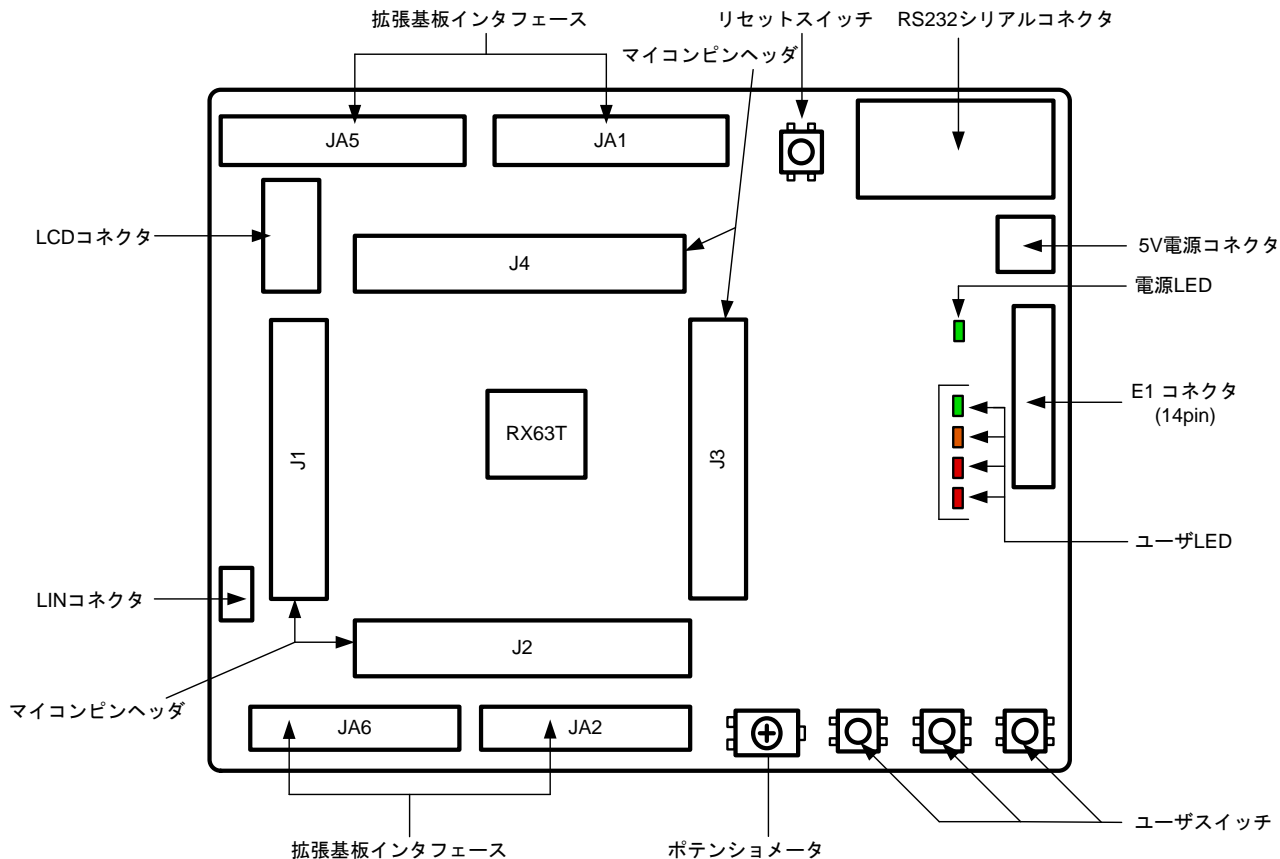 拡張基板インタフェース
リセットスイッチ
RS232シリアルコネクタ
マイコンピンヘッダ
JA5
JA1
LCDコネクタ
J4
5V電源コネクタ
電源LED
E1 コネクタ
(14pin)
RX63T
J1
J3
ユーザLED
LINコネクタ
J2
マイコンピンヘッダ
JA6
JA2
ユーザスイッチ
拡張基板インタフェース
ポテンショメータ